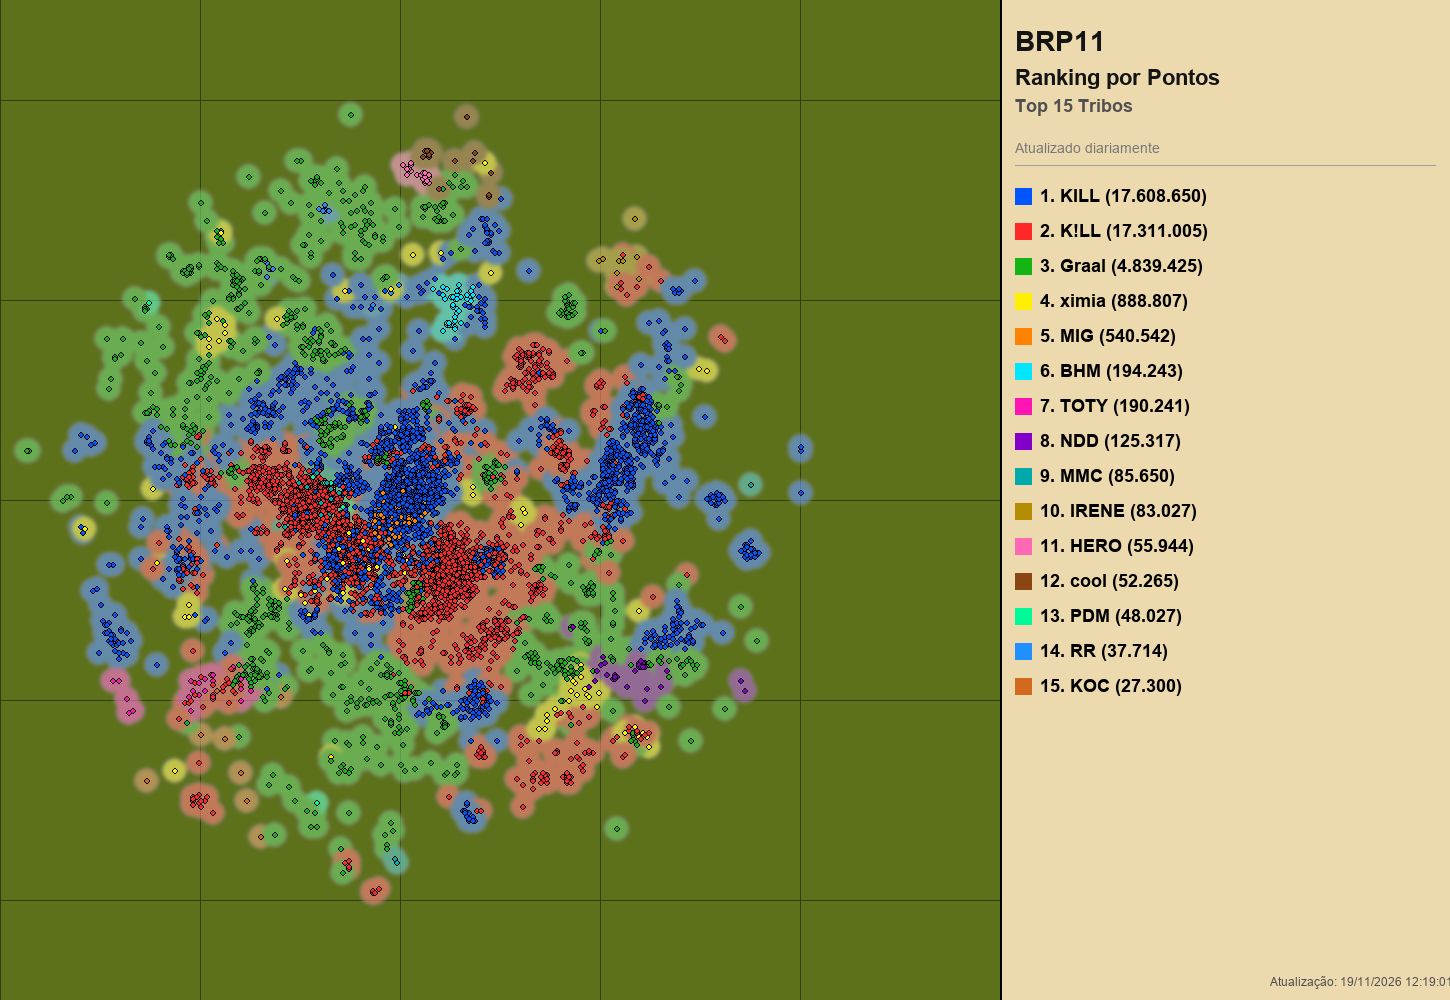 BRP11
Ranking por Pontos
Top 15 Tribos
Atualizado diariamente
1. KILL (17.608.650)
2. K!LL (17.311.005)
3. Graal (4.839.425)
4. ximia (888.807)
5. MIG (540.542)
6. BHM (194.243)
7. TOTY (190.241)
8. NDD (125.317)
9. MMC (85.650)
10. IRENE (83.027)
11. HERO (55.944)
12. cool (52.265)
13. PDM (48.027)
14. RR (37.714)
15. KOC (27.300)
Atualização: 19/11/2026 12:19:01